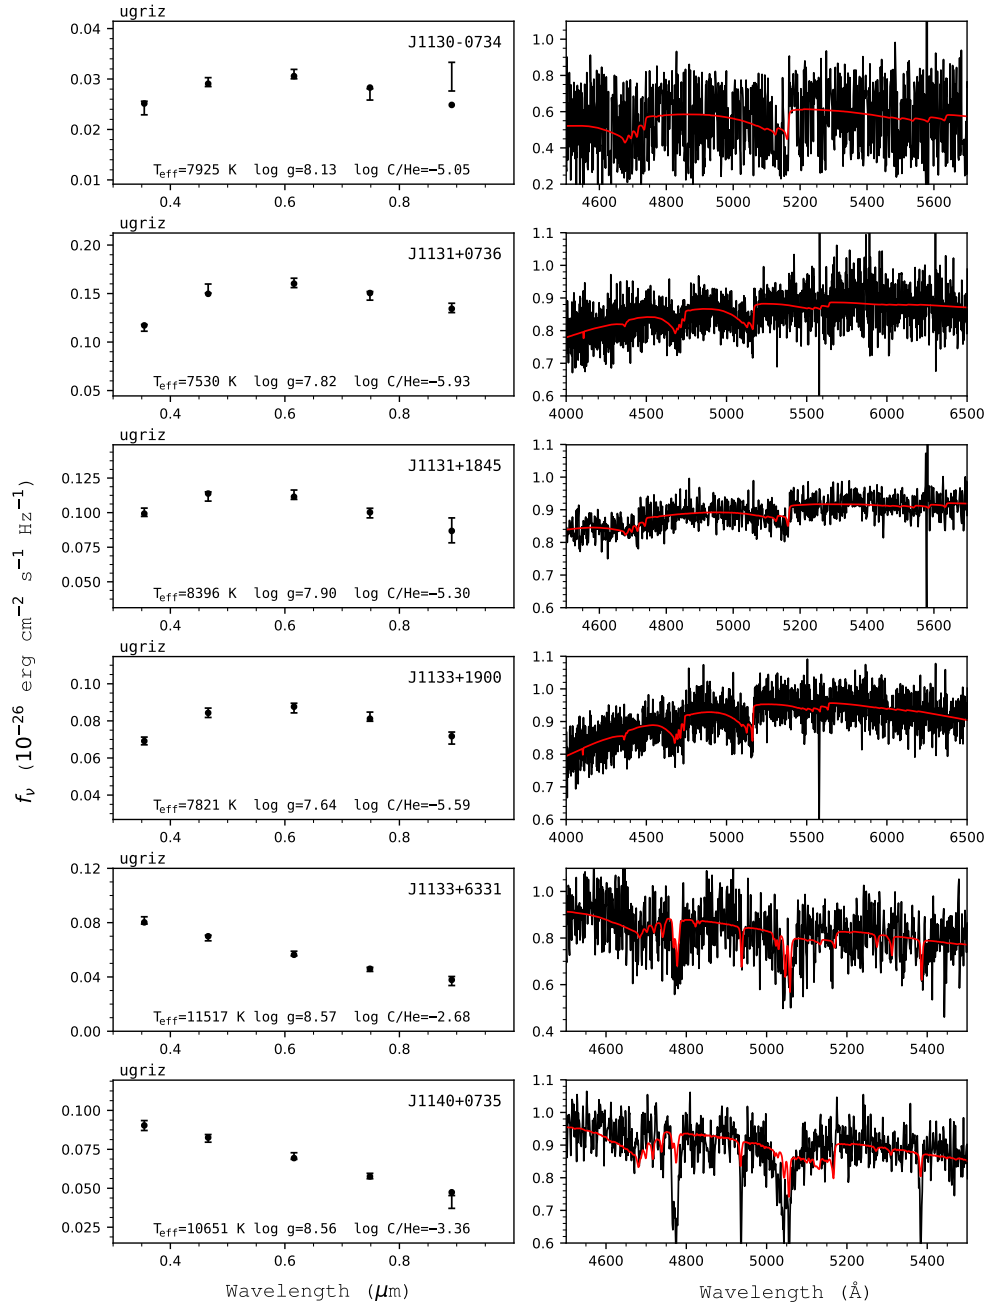 ugriz
J1130-0734
0.04
0.03
0.02
0.01
T_eff=7925 K log g=8.13 log C/He=−5.05
0.4 0.6 0.8
1.0
0.8
0.6
0.4
0.2
4600 4800 5000 5200 5400 5600
ugriz
J1131+0736
0.20
0.15
0.10
0.05
T_eff=7530 K log g=7.82 log C/He=−5.93
0.4 0.6 0.8
1.1
1.0
0.9
0.8
0.7
0.6
4000 4500 5000 5500 6000 6500
ugriz
J1131+1845
0.125
0.100
0.075
0.050
T_eff=8396 K log g=7.90 log C/He=−5.30
0.4 0.6 0.8
1.1
1.0
0.9
0.8
0.7
0.6
4600 4800 5000 5200 5400 5600
ugriz
J1133+1900
0.10
0.08
0.06
0.04
T_eff=7821 K log g=7.64 log C/He=−5.59
0.4 0.6 0.8
1.1
1.0
0.9
0.8
0.7
0.6
4000 4500 5000 5500 6000 6500
ugriz
J1133+6331
0.12
0.08
0.04
0.00
T_eff=11517 K log g=8.57 log C/He=−2.68
0.4 0.6 0.8
1.0
0.8
0.6
0.4
4600 4800 5000 5200 5400
ugriz
J1140+0735
0.100
0.075
0.050
0.025
T_eff=10651 K log g=8.56 log C/He=−3.36
0.4 0.6 0.8
1.1
1.0
0.9
0.8
0.7
0.6
4600 4800 5000 5200 5400
f_ν (10⁻²⁶ erg cm⁻² s⁻¹ Hz⁻¹)
Wavelength (μm)
Wavelength (Å)